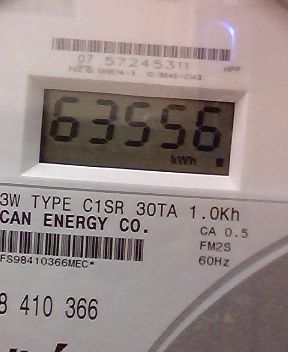 07 57245311 HPP
63556
kWh
3W TYPE C1SR 30TA 1.0Kh
CAN ENERGY CO. CA 0.5
FM2S
FS98410366MEC* 60Hz
8 410 366